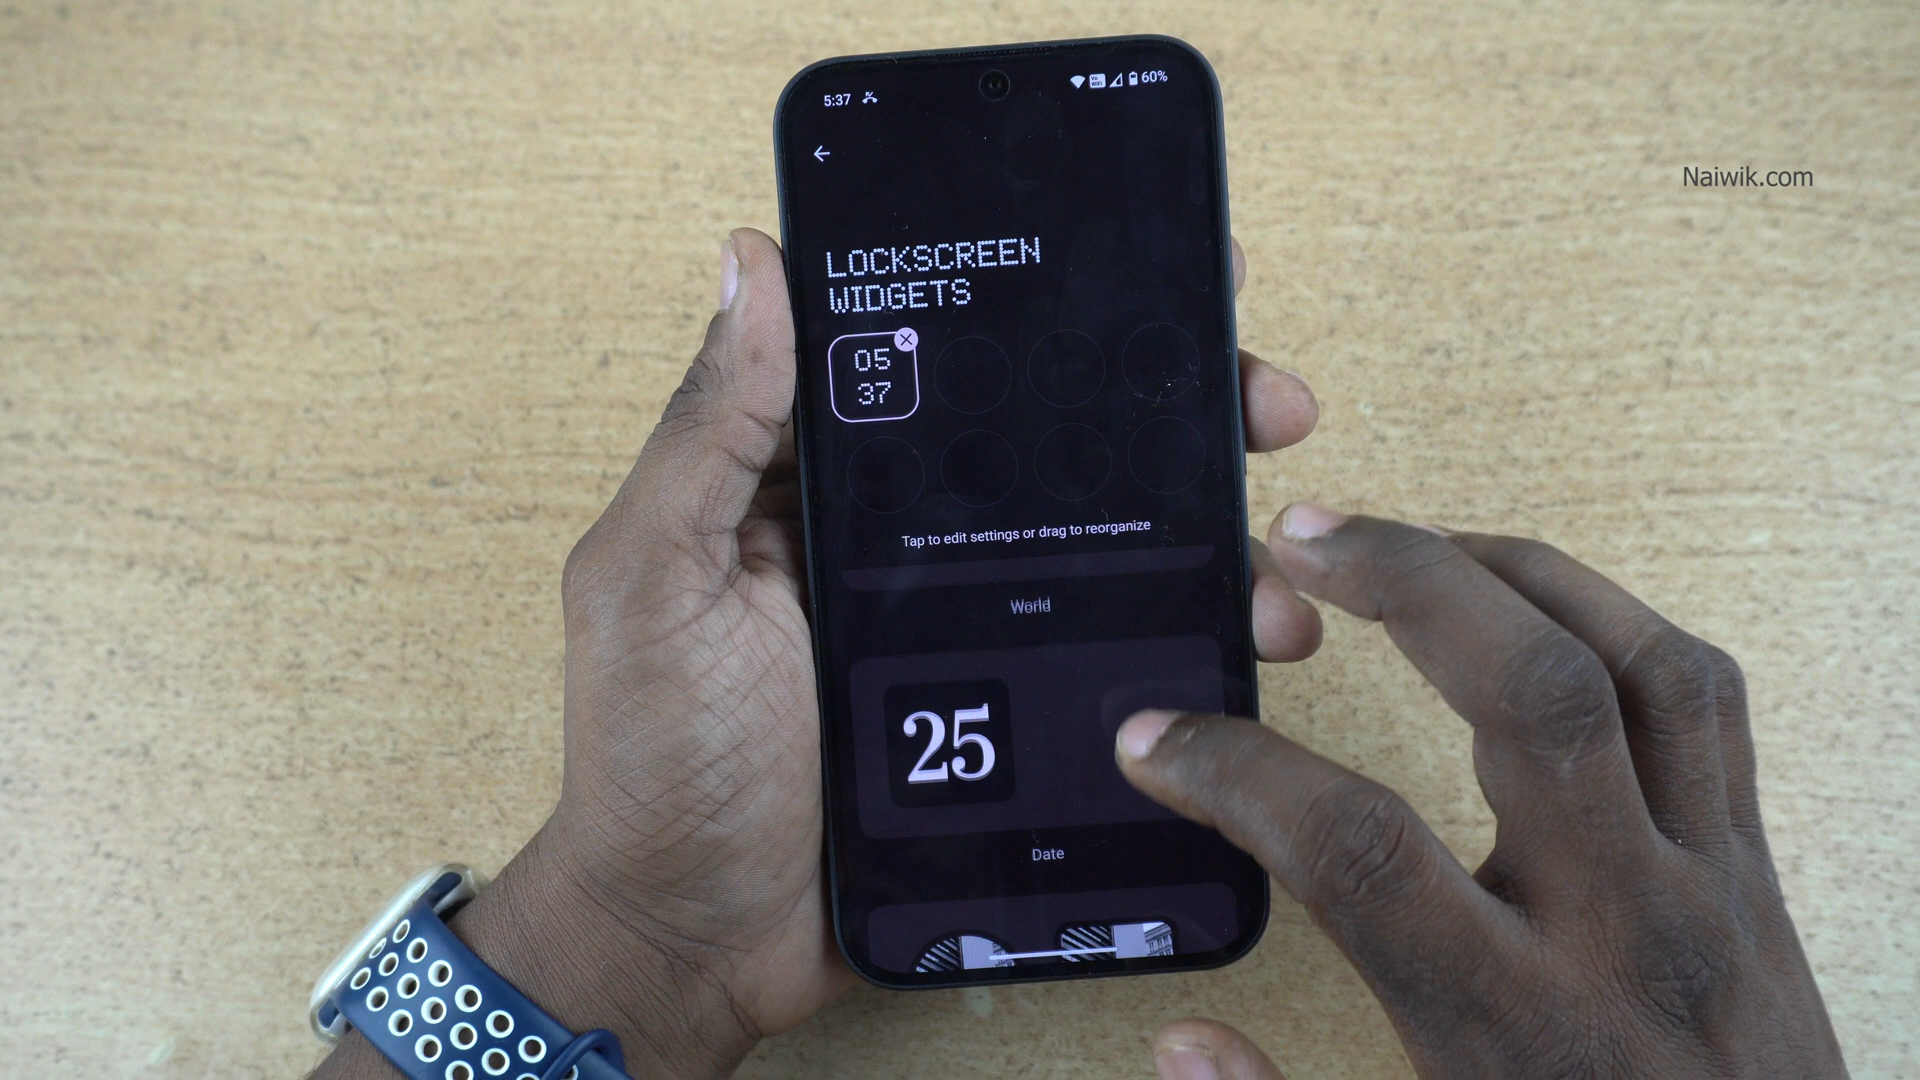 5:37
60%
Naiwik.com
LOCKSCREEN
WIDGETS
05
37
Tap to edit settings or drag to reorganize
World
25
Date